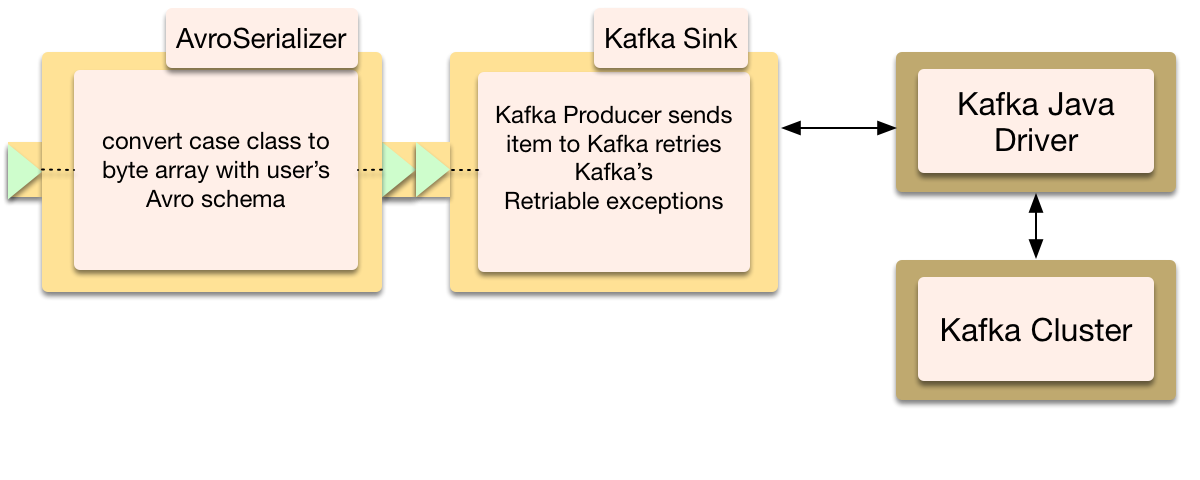 AvroSerializer
convert case class to
byte array with user’s
Avro schema
Kafka Sink
Kafka Producer sends
item to Kafka retries
Kafka’s
Retriable exceptions
Kafka Java
Driver
Kafka Cluster